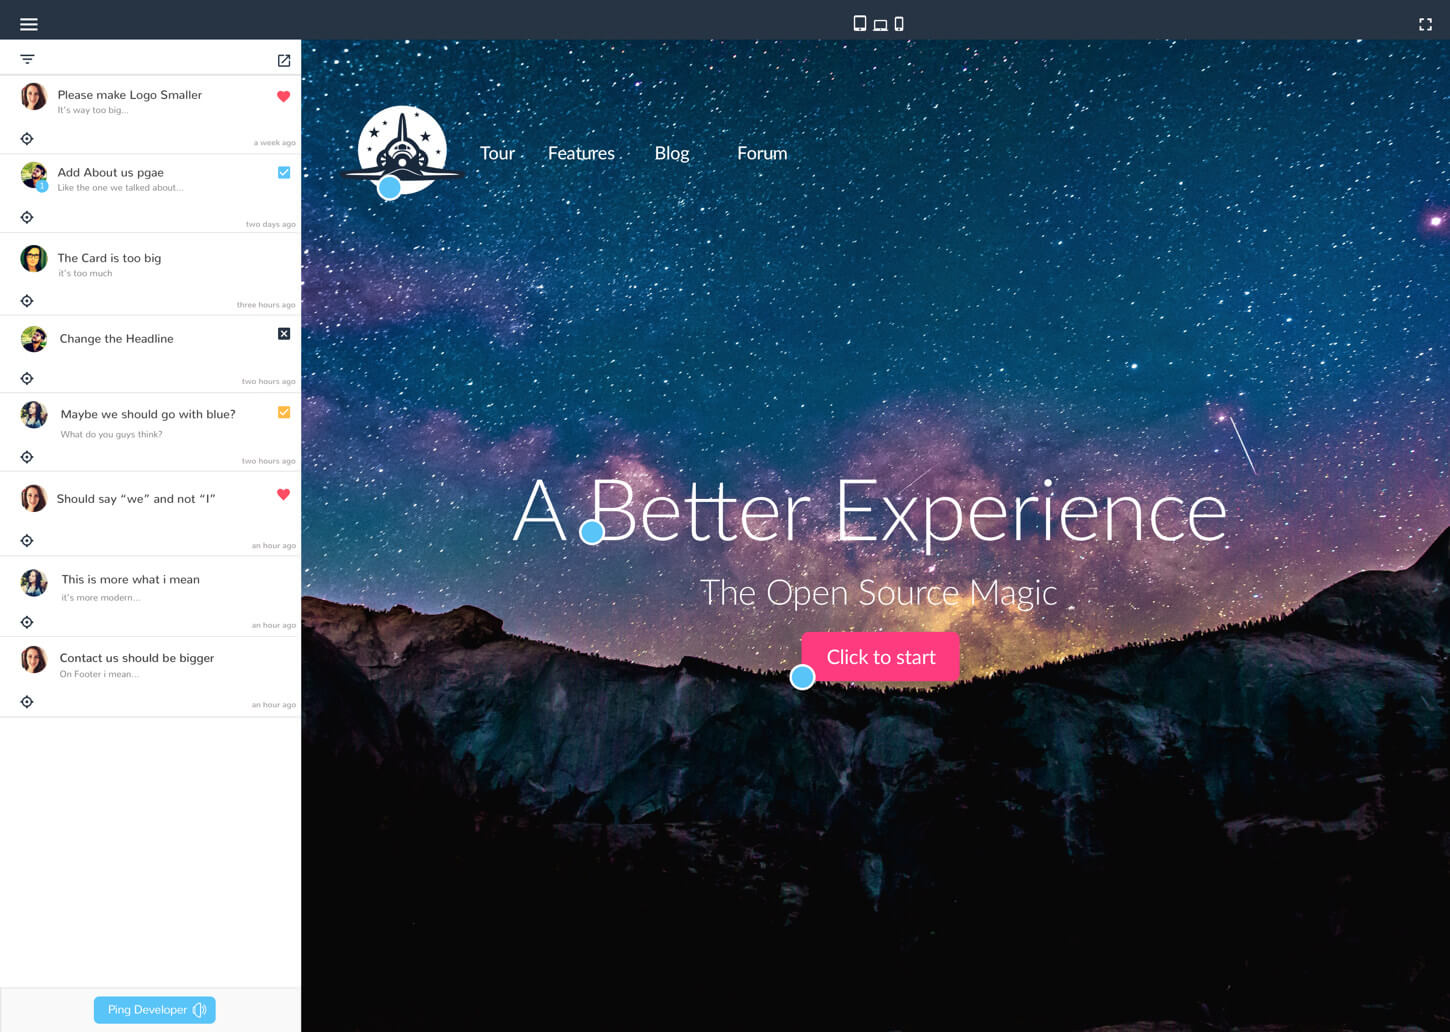 Please make Logo Smaller
It's way too big...
a week ago
Add About us pgae
1
Like the one we talked about...
two days ago
The Card is too big
it's too much
three hours ago
Change the Headline
two hours ago
Maybe we should go with blue?
What do you guys think?
two hours ago
Should say “we” and not “I”
an hour ago
This is more what i mean
it's more modern...
an hour ago
Contact us should be bigger
On Footer i mean...
an hour ago
Ping Developer
Tour Features Blog Forum
A Better Experience
The Open Source Magic
Click to start